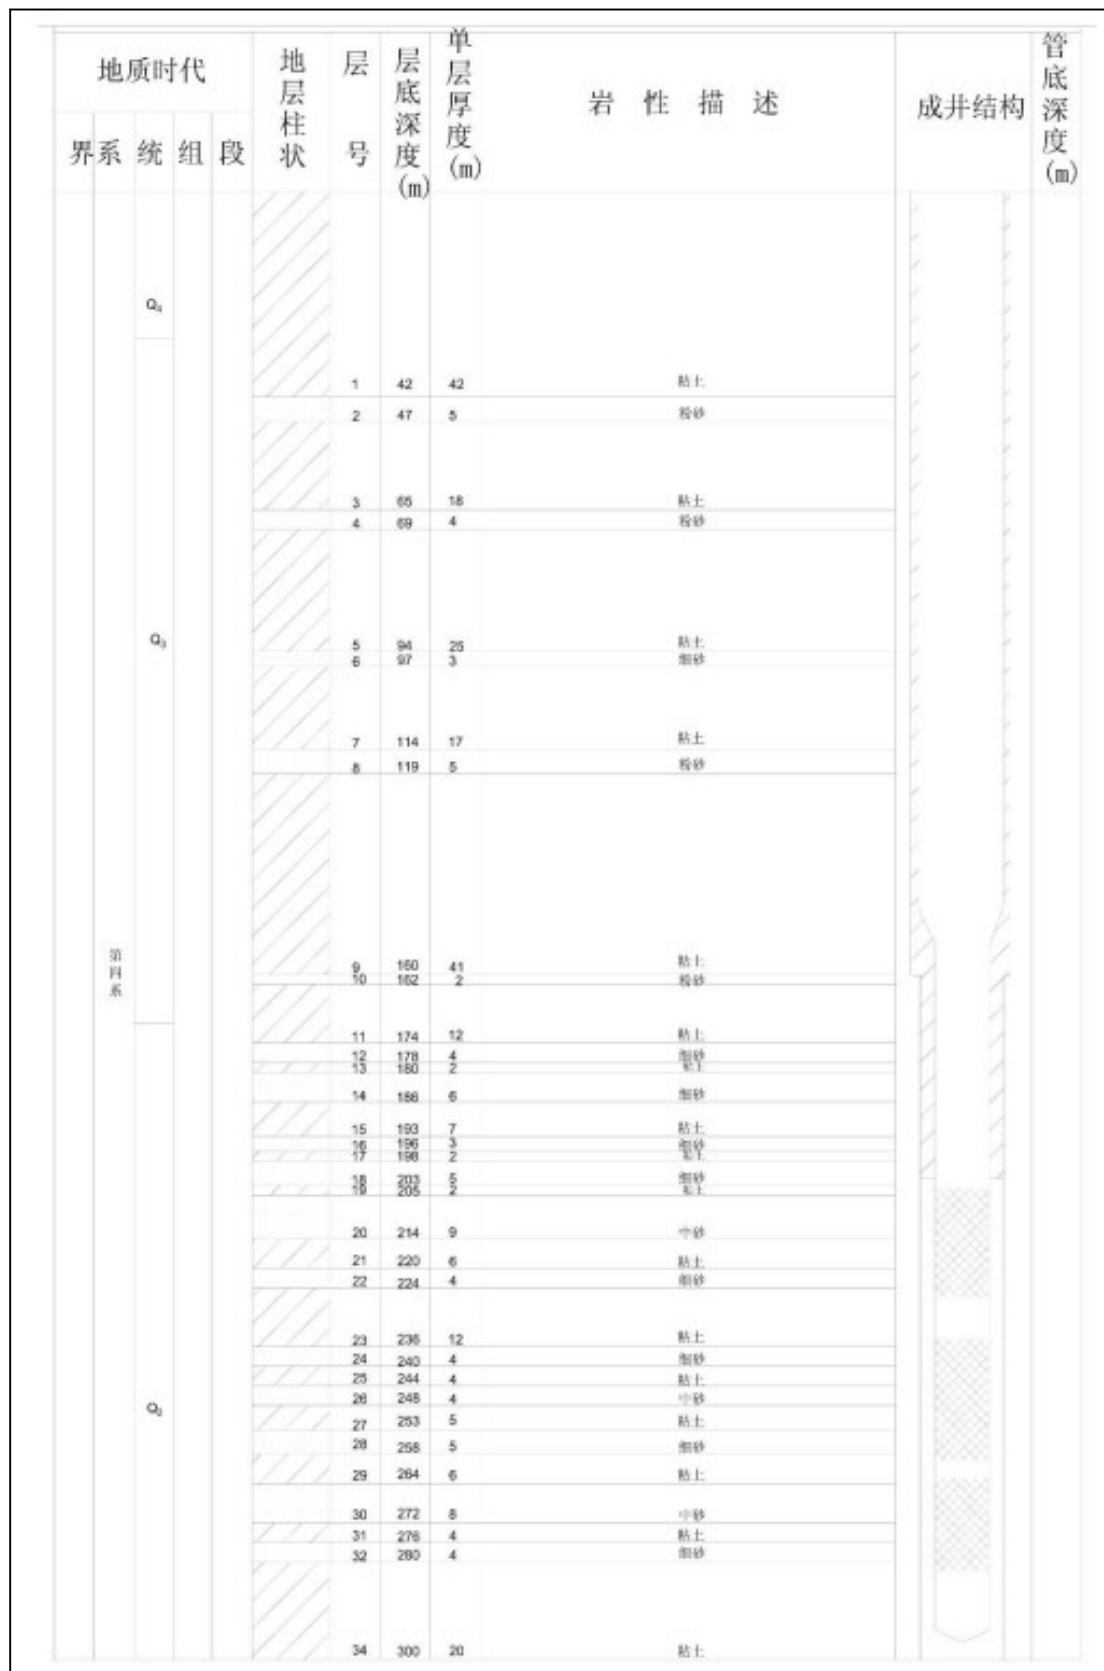 地质时代
地层柱状
层号
层底深度(m)
单层厚度(m)
岩 性 描 述
成井结构
管底深度(m)
界 系 统 组 段
Q₄
1 42 42 粘土
2 47 5 粉砂
3 65 18 粘土
4 69 4 粉砂
Q₃
5 94 25 粘土
6 97 3 细砂
7 114 17 粘土
8 119 5 粉砂
第四系
9 160 41 粘土
10 162 2 粉砂
11 174 12 粘土
12 178 4 细砂
13 180 2 粘土
14 186 6 细砂
15 193 7 粘土
16 196 3 细砂
17 198 2 粘土
18 203 5 细砂
19 205 2 粘土
20 214 9 中砂
21 220 6 粘土
22 224 4 细砂
23 236 12 粘土
24 240 4 细砂
25 244 4 粘土
26 248 4 中砂
Q₂
27 253 5 粘土
28 258 5 细砂
29 264 6 粘土
30 272 8 中砂
31 276 4 粘土
32 280 4 细砂
34 300 20 粘土